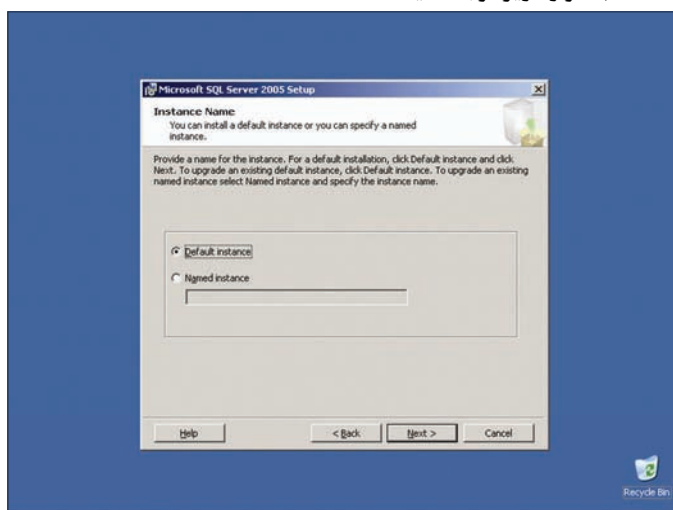 Microsoft SQL Server 2005 Setup
Instance Name
You can install a default instance or you can specify a named
instance.
Provide a name for the instance. For a default installation, click Default instance and click
Next. To upgrade an existing default instance, click Default instance. To upgrade an existing
named instance select Named instance and specify the instance name.
Default instance
Named instance
Help
< Back
Next >
Cancel
Recycle Bin